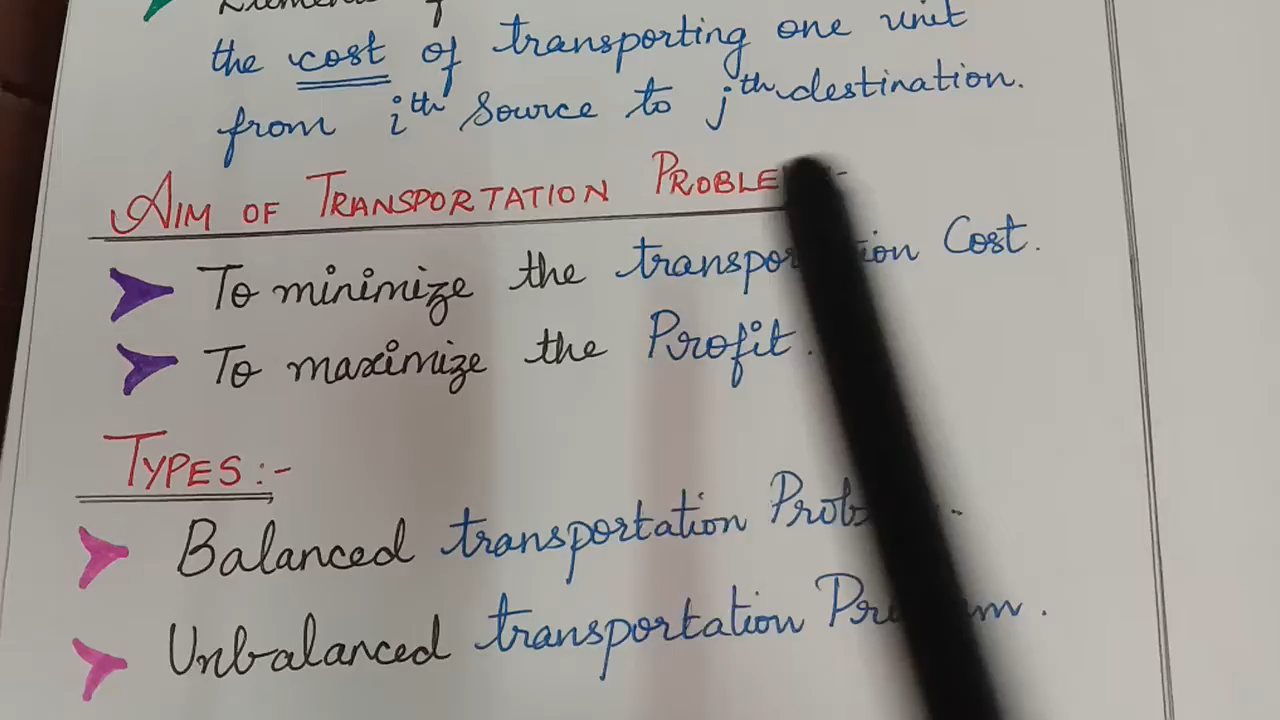 the cost of transporting one unit
from ith source to jth destination.
AIM OF TRANSPORTATION
To minimize the Cost.
To maximize the Profit.
TYPES:-
Balanced transportation
Unbalanced transportation